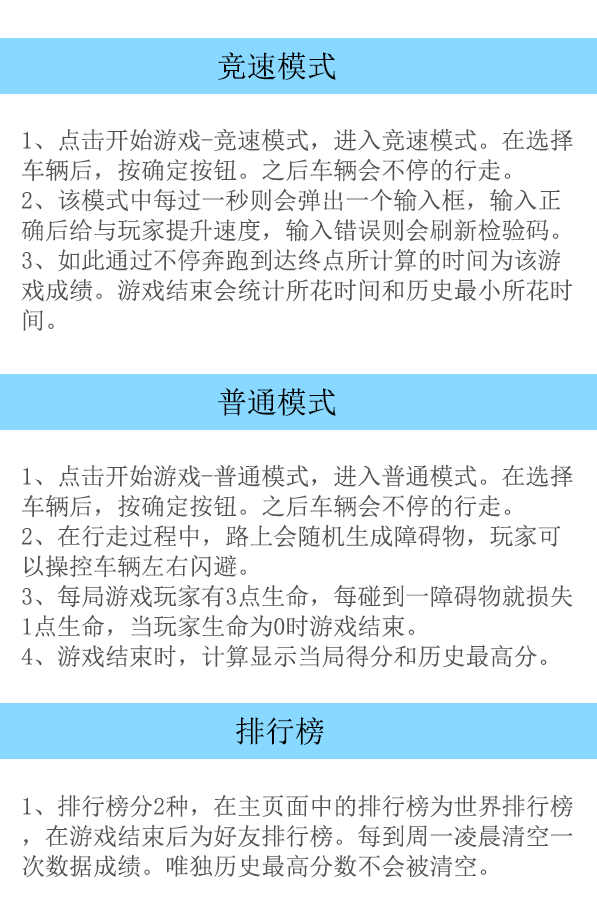 竞速模式
1、点击开始游戏-竞速模式，进入竞速模式。在选择
车辆后，按确定按钮。之后车辆会不停的行走。
2、该模式中每过一秒则会弹出一个输入框，输入正
确后给与玩家提升速度，输入错误则会刷新检验码。
3、如此通过不停奔跑到达终点所计算的时间为该游
戏成绩。游戏结束会统计所花时间和历史最小所花时
间。
普通模式
1、点击开始游戏-普通模式，进入普通模式。在选择
车辆后，按确定按钮。之后车辆会不停的行走。
2、在行走过程中，路上会随机生成障碍物，玩家可
以操控车辆左右闪避。
3、每局游戏玩家有3点生命，每碰到一障碍物就损失
1点生命，当玩家生命为0时游戏结束。
4、游戏结束时，计算显示当局得分和历史最高分。
排行榜
1、排行榜分2种，在主页面中的排行榜为世界排行榜
，在游戏结束后为好友排行榜。每到周一凌晨清空一
次数据成绩。唯独历史最高分数不会被清空。